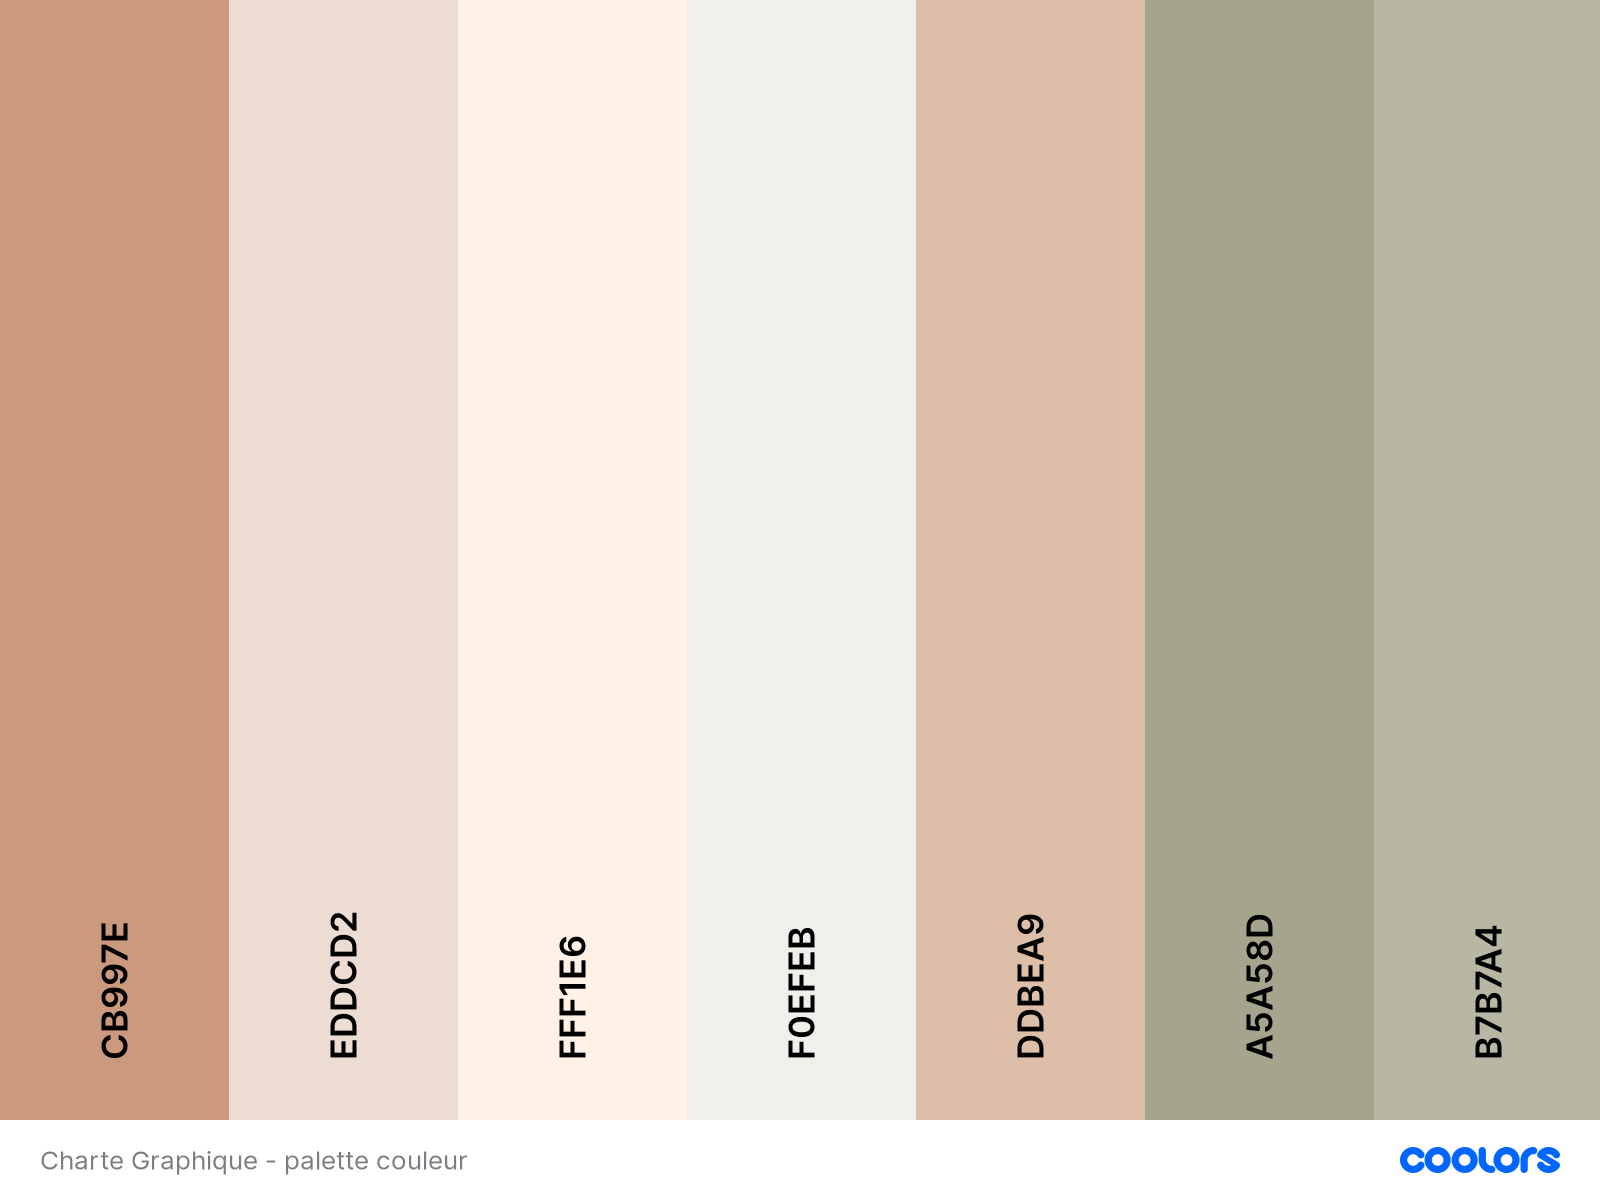 CB997E
EDDCD2
FFF1E6
F0EFEB
DDBEA9
A5A58D
B7B7A4
Charte Graphique - palette couleur
coolors